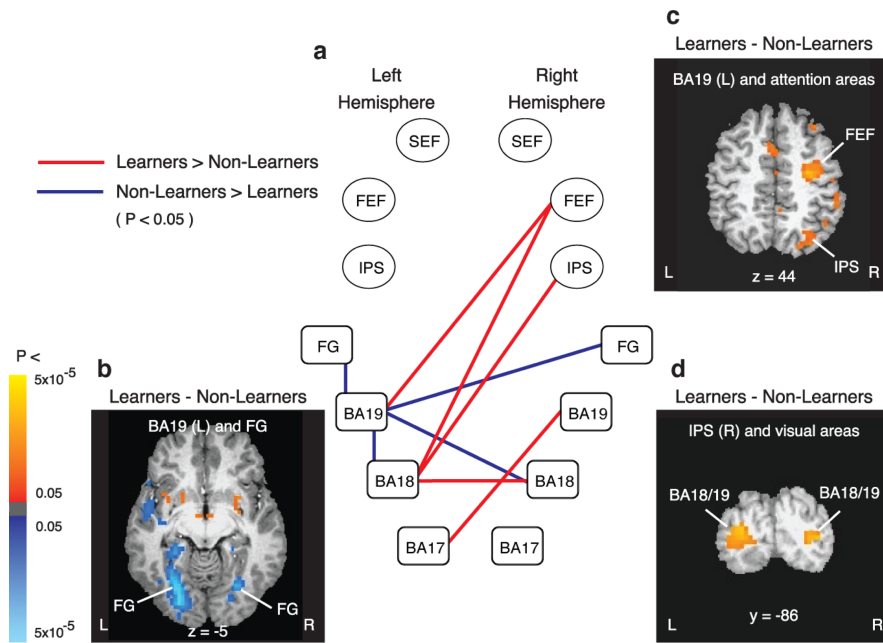 a
Left
Hemisphere
Right
Hemisphere
SEF
SEF
FEF
FEF
IPS
IPS
FG
FG
BA19
BA19
BA18
BA18
BA17
BA17
Learners > Non-Learners
Non-Learners > Learners
( P < 0.05 )
P <
5x10⁻⁵
0.05
0.05
5x10⁻⁵
b
Learners - Non-Learners
BA19 (L) and FG
FG
FG
L
z = -5
R
c
Learners - Non-Learners
BA19 (L) and attention areas
FEF
IPS
L
z = 44
R
d
Learners - Non-Learners
IPS (R) and visual areas
BA18/19
BA18/19
y = -86
L
R